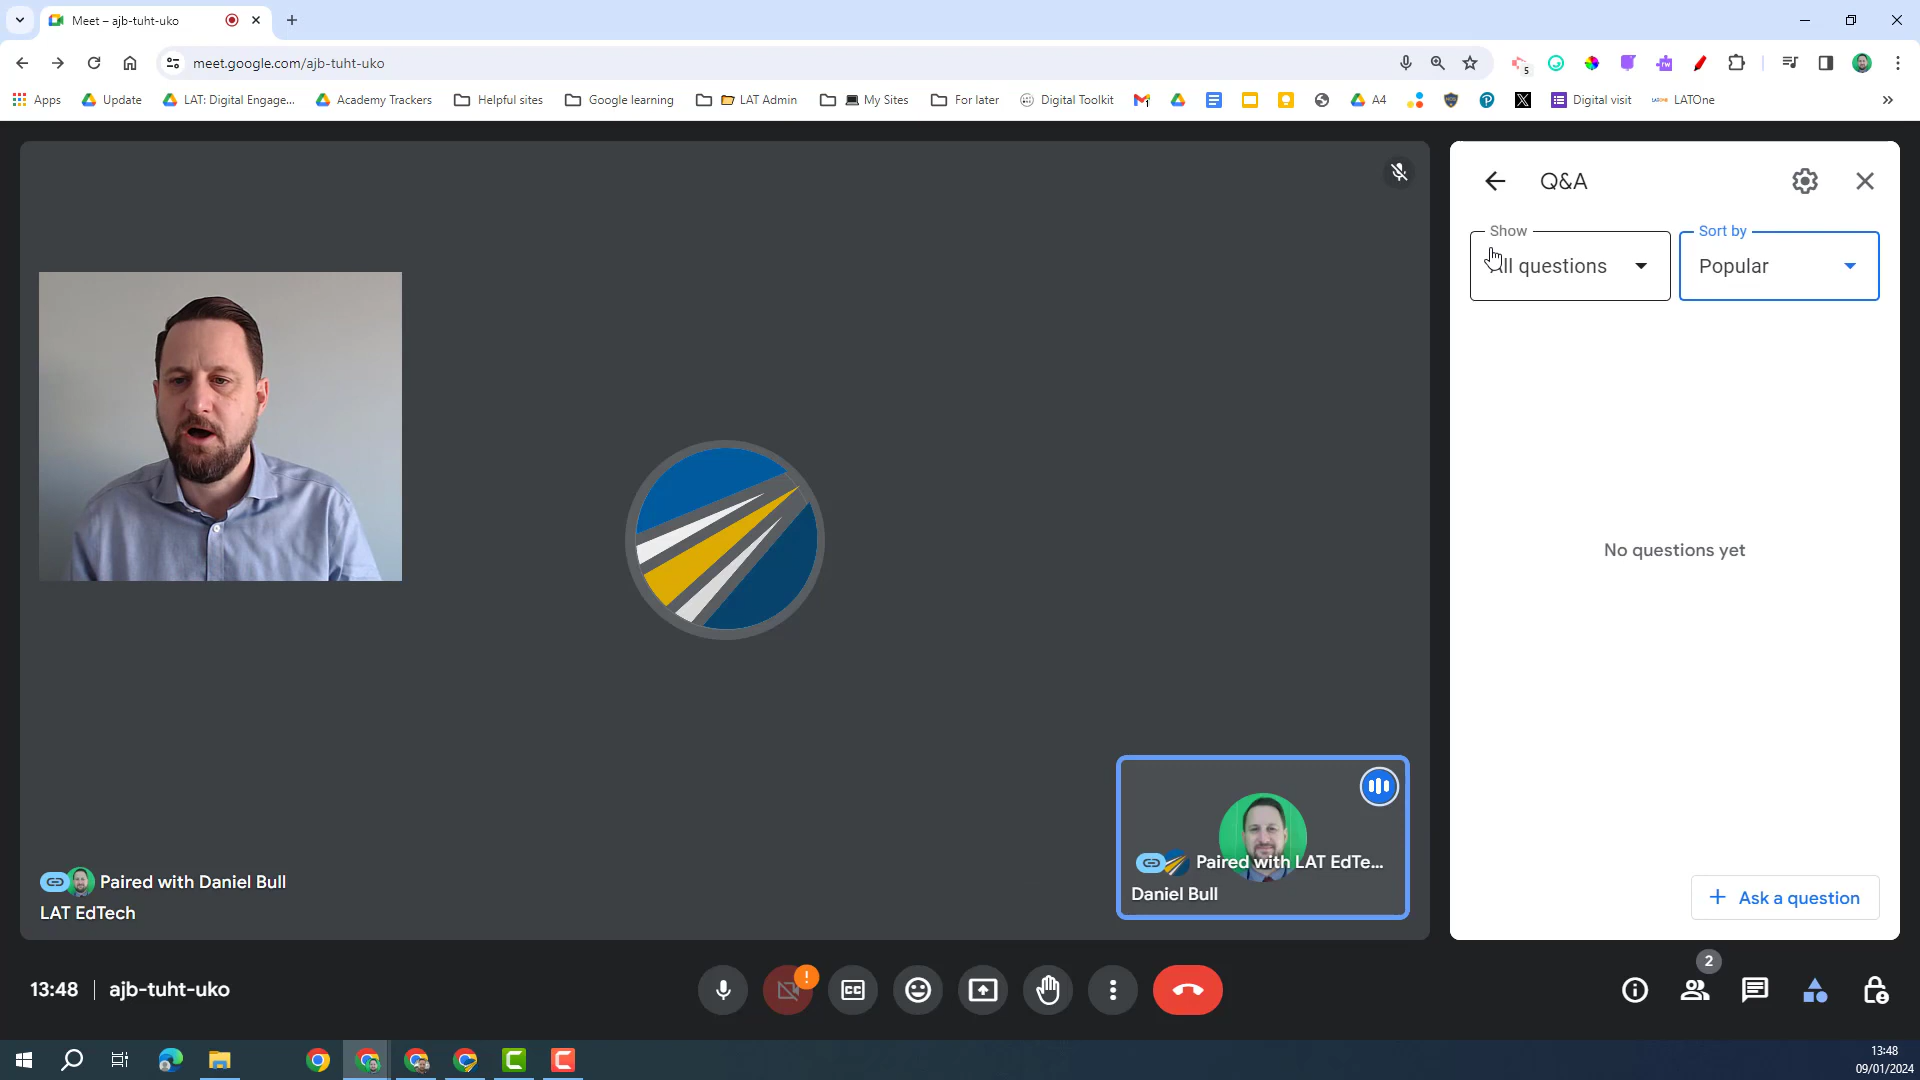 Meet – ajb-tuht-uko
meet.google.com/ajb-tuht-uko
5
Apps
Update
LAT: Digital Engage...
Academy Trackers
Helpful sites
Google learning
LAT Admin
My Sites
For later
Digital Toolkit
A4
Digital visit
LATOne
Q&A
Show
All questions
Sort by
Popular
No questions yet
Paired with LAT EdTe...
Daniel Bull
Paired with Daniel Bull
LAT EdTech
+ Ask a question
13:48 | ajb-tuht-uko
CC
2
13:48
09/01/2024